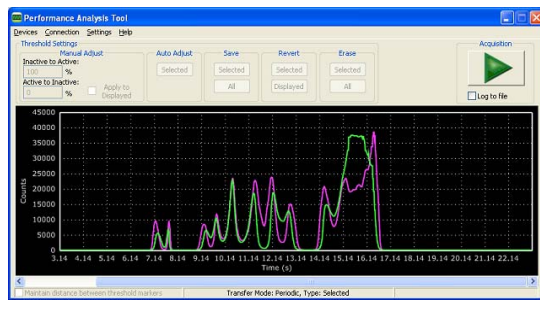 Performance Analysis Tool
Devices Connection Settings Help
Threshold Settings
Manual Adjust
Inactive to Active:
100 %
Active to Inactive:
0 %
Apply to Displayed
Auto Adjust
Selected
Save
Selected
All
Revert
Selected
Displayed
Erase
Selected
All
Acquisition
Log to file
45000
40000
35000
30000
25000
20000
15000
10000
5000
0
Counts
3.14 4.14 5.14 6.14 7.14 8.14 9.14 10.14 11.14 12.14 13.14 14.14 15.14 16.14 17.14 18.14 19.14 20.14 21.14 22.14
Time (s)
Maintain distance between threshold markers
Transfer Mode: Periodic, Type: Selected